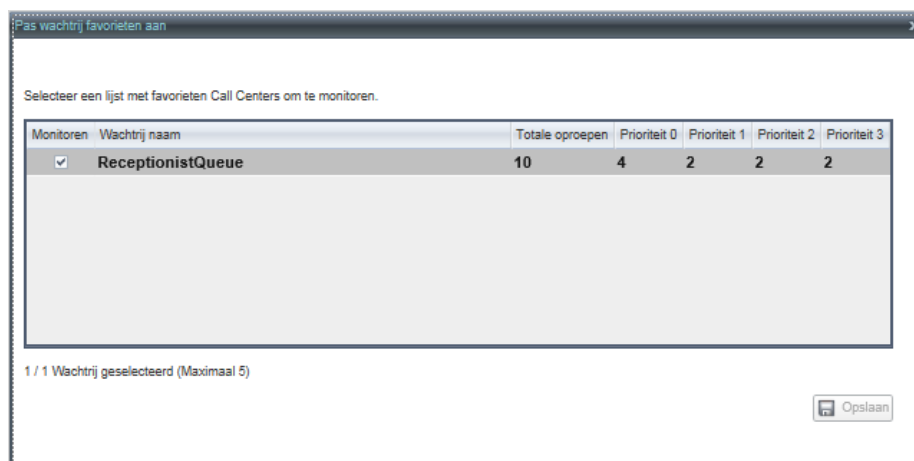 Pas wachtrij favorieten aan
Selecteer een lijst met favorieten Call Centers om te monitoren.
Monitoren Wachtrij naam Totale oproepen Prioriteit 0 Prioriteit 1 Prioriteit 2 Prioriteit 3
ReceptionistQueue 10 4 2 2 2
1 / 1 Wachtrij geselecteerd (Maximaal 5)
Opslaan